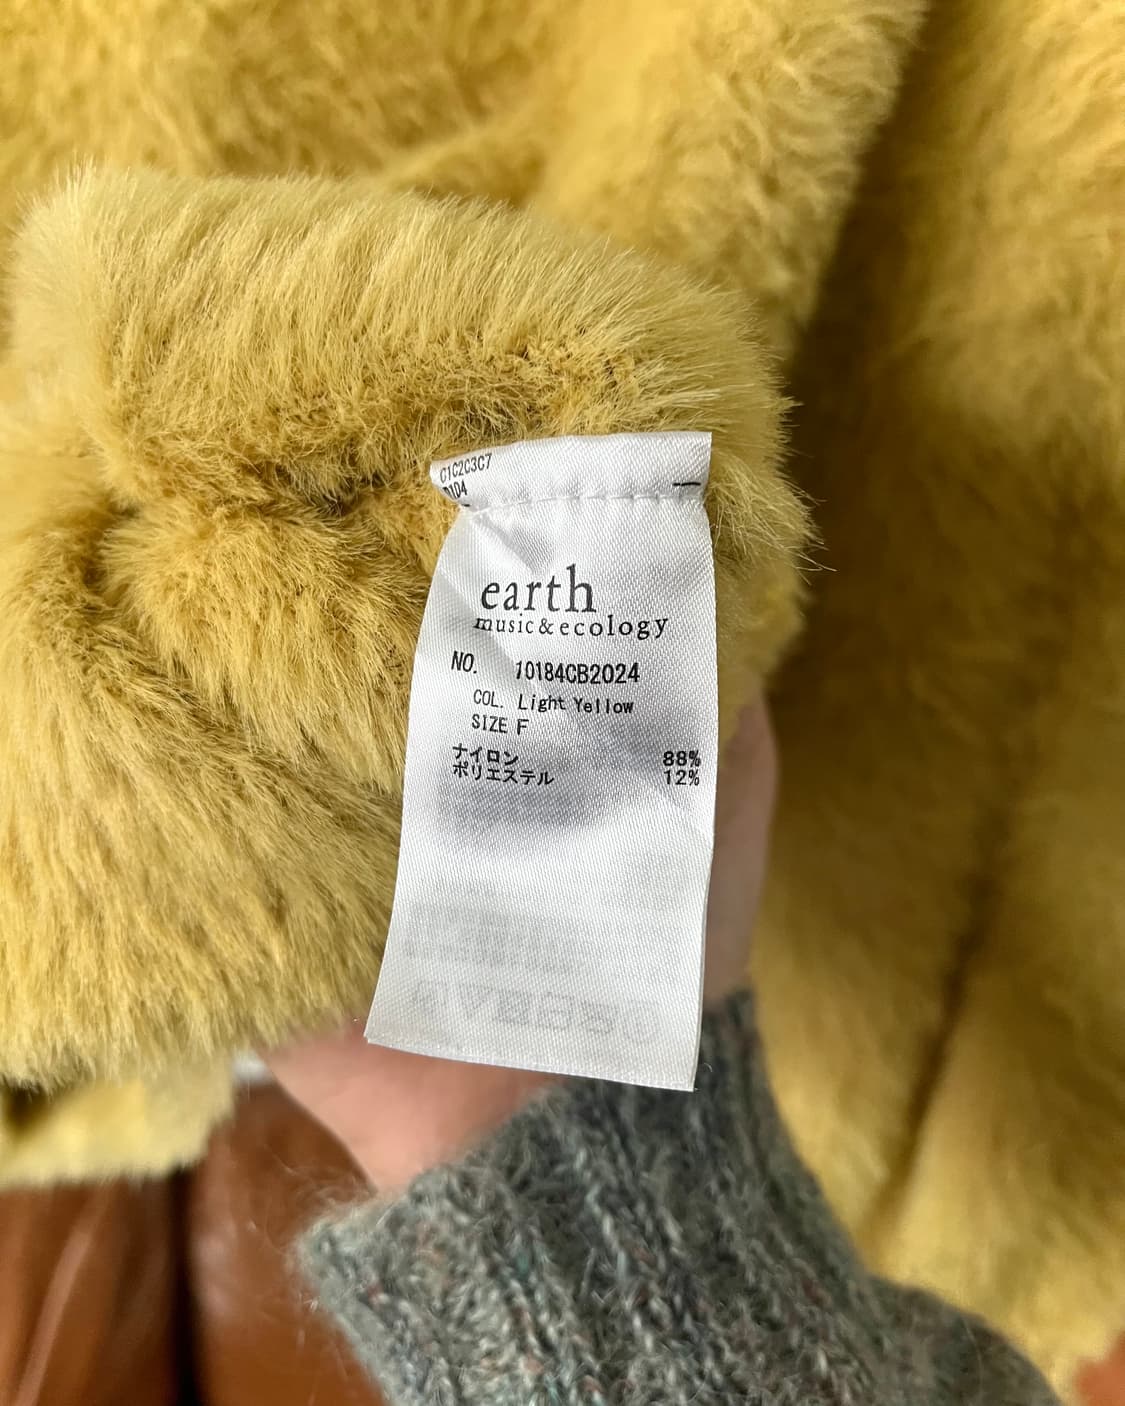 C1C2C3C7
earth
music&ecology
NO. 10184CB2024
COL. Light Yellow
SIZE F
ナイロン 88%
ポリエステル 12%